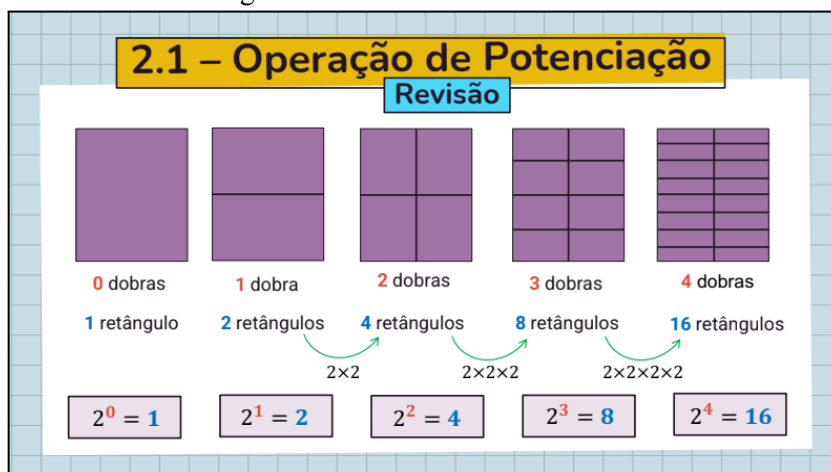 2.1 – Operação de Potenciação
Revisão
0 dobras 1 dobra 2 dobras 3 dobras 4 dobras
1 retângulo 2 retângulos 4 retângulos 8 retângulos 16 retângulos
2×2 2×2×2 2×2×2×2
2⁰ = 1 2¹ = 2 2² = 4 2³ = 8 2⁴ = 16